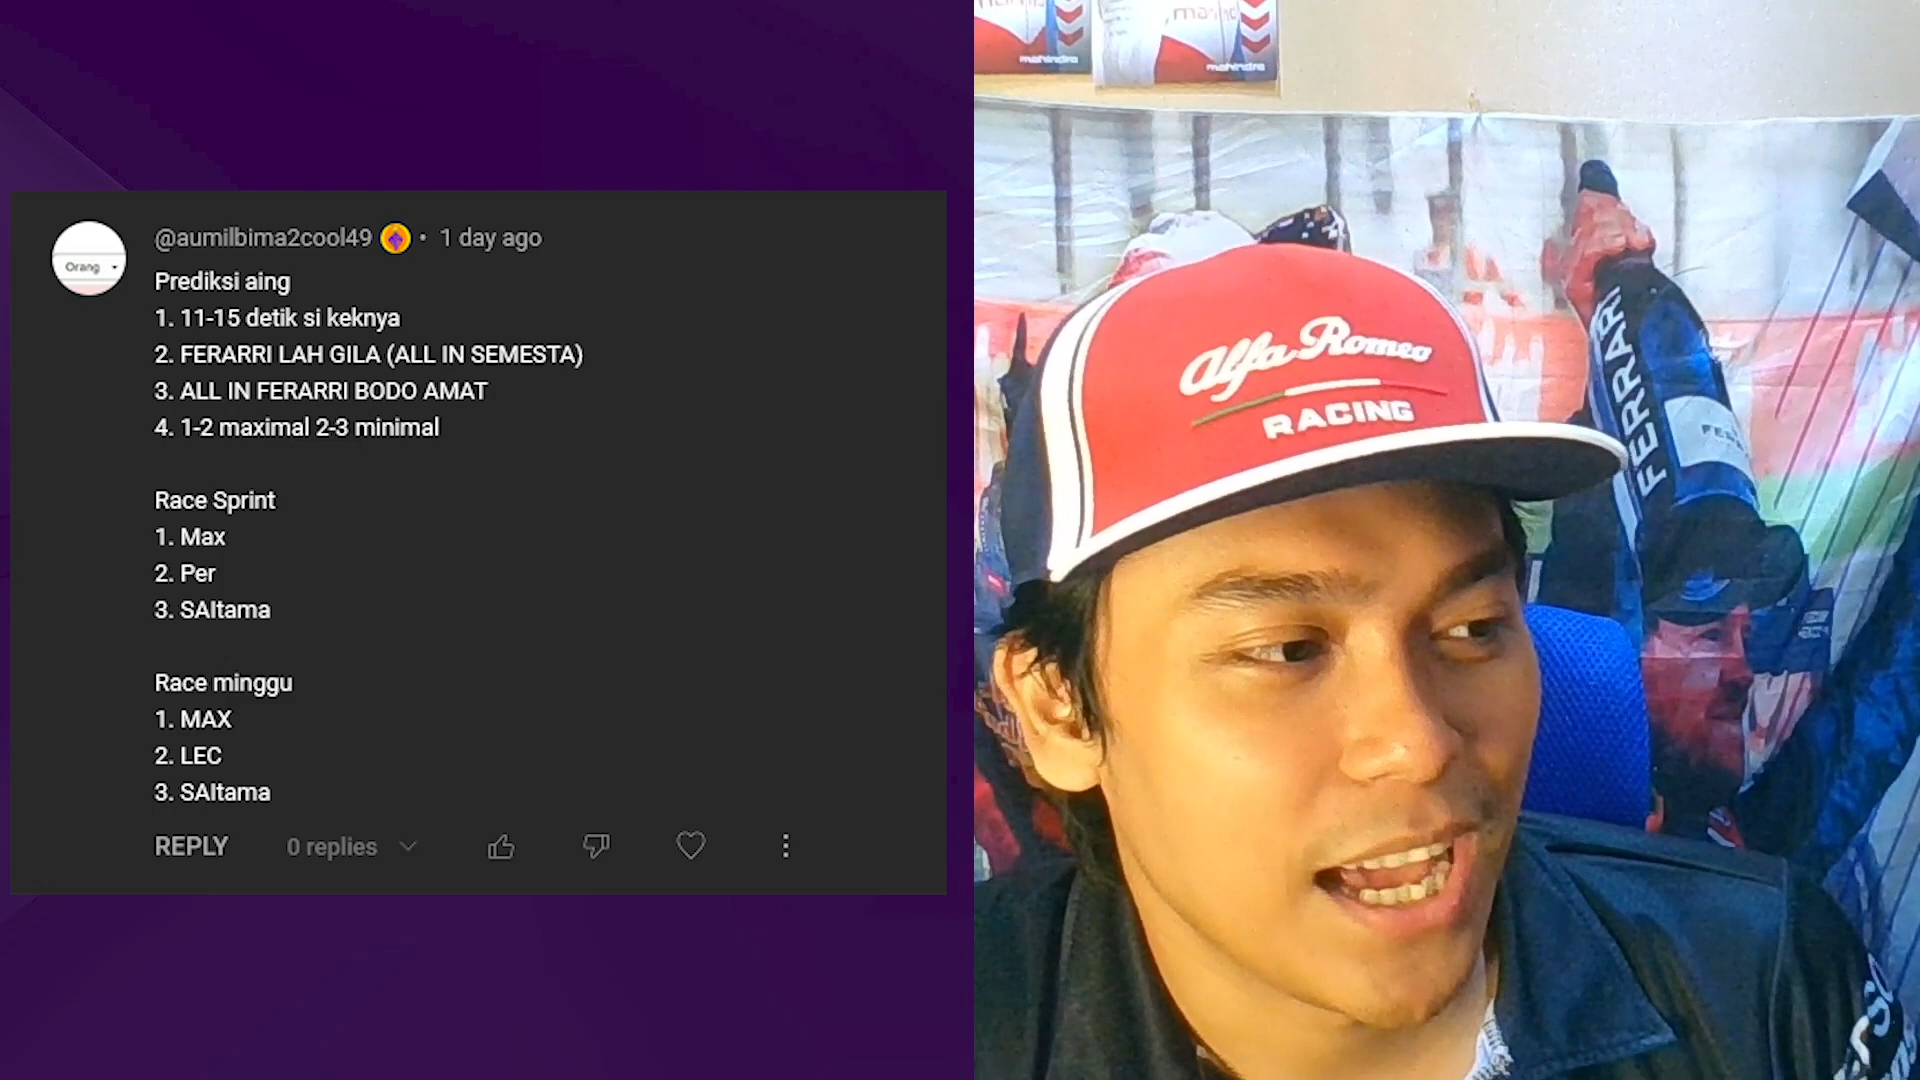 @aumilbima2cool49 • 1 day ago
Orang
Prediksi aing
1. 11-15 detik si keknya
2. FERARRI LAH GILA (ALL IN SEMESTA)
3. ALL IN FERARRI BODO AMAT
4. 1-2 maximal 2-3 minimal
Race Sprint
1. Max
2. Per
3. SAItama
Race minggu
1. MAX
2. LEC
3. SAItama
REPLY 0 replies
mahindra
mahindra
Alfa Romeo
RACING
FERRARI